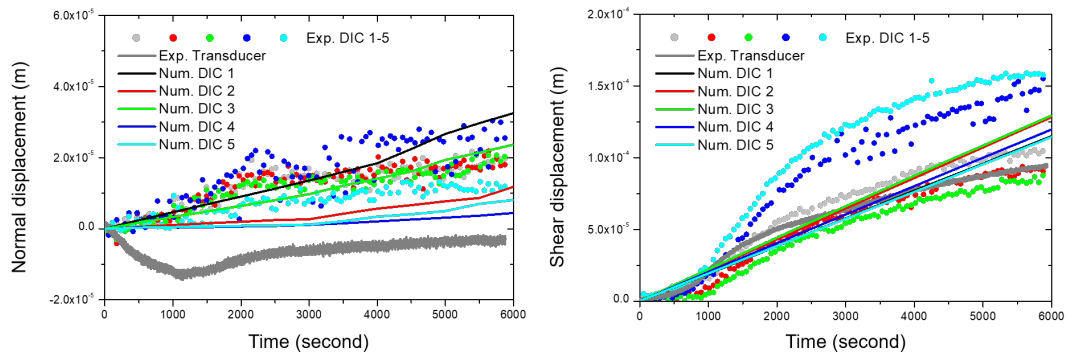 6.0x10⁻⁵
4.0x10⁻⁵
2.0x10⁻⁵
0.0
-2.0x10⁻⁵
Normal displacement (m)
Exp. DIC 1-5
Exp. Transducer
Num. DIC 1
Num. DIC 2
Num. DIC 3
Num. DIC 4
Num. DIC 5
0 1000 2000 3000 4000 5000 6000
Time (second)
2.0x10⁻⁴
1.5x10⁻⁴
1.0x10⁻⁴
5.0x10⁻⁵
0.0
Shear displacement (m)
Exp. DIC 1-5
Exp. Transducer
Num. DIC 1
Num. DIC 2
Num. DIC 3
Num. DIC 4
Num. DIC 5
0 1000 2000 3000 4000 5000 6000
Time (second)